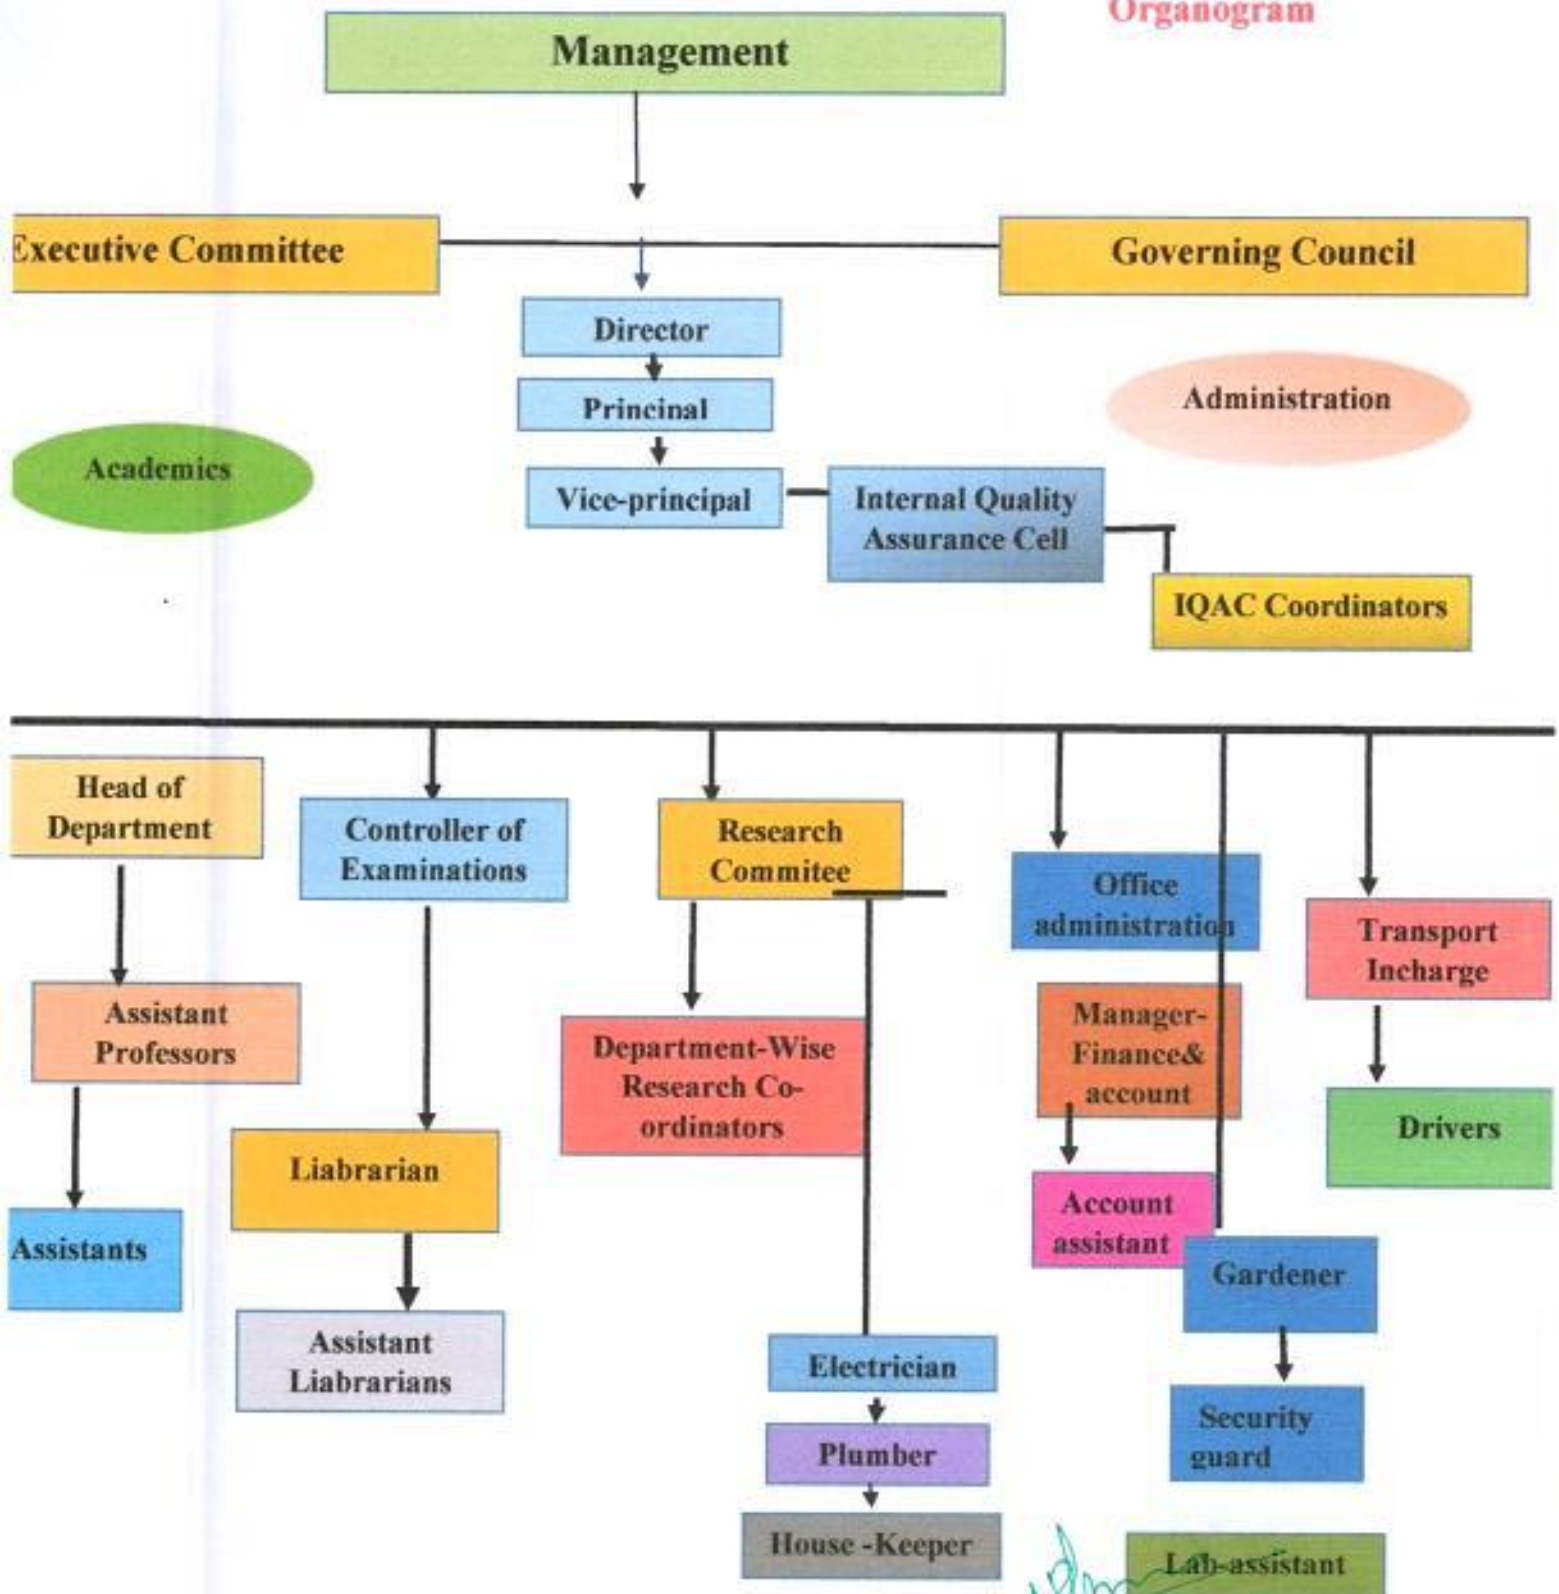 Organogram
Management
Executive Committee
Governing Council
Director
Administration
Princinal
Academics
Vice-principal
Internal Quality
Assurance Cell
IQAC Coordinators
Head of
Department
Controller of
Examinations
Research
Commitee
Office
administration
Transport
Incharge
Assistant
Professors
Department-Wise
Research Co-
ordinators
Manager-
Finance&
account
Drivers
Liabrarian
Account
assistant
Assistants
Gardener
Assistant
Liabrarians
Electrician
Security
guard
Plumber
House -Keeper
Lab-assistant